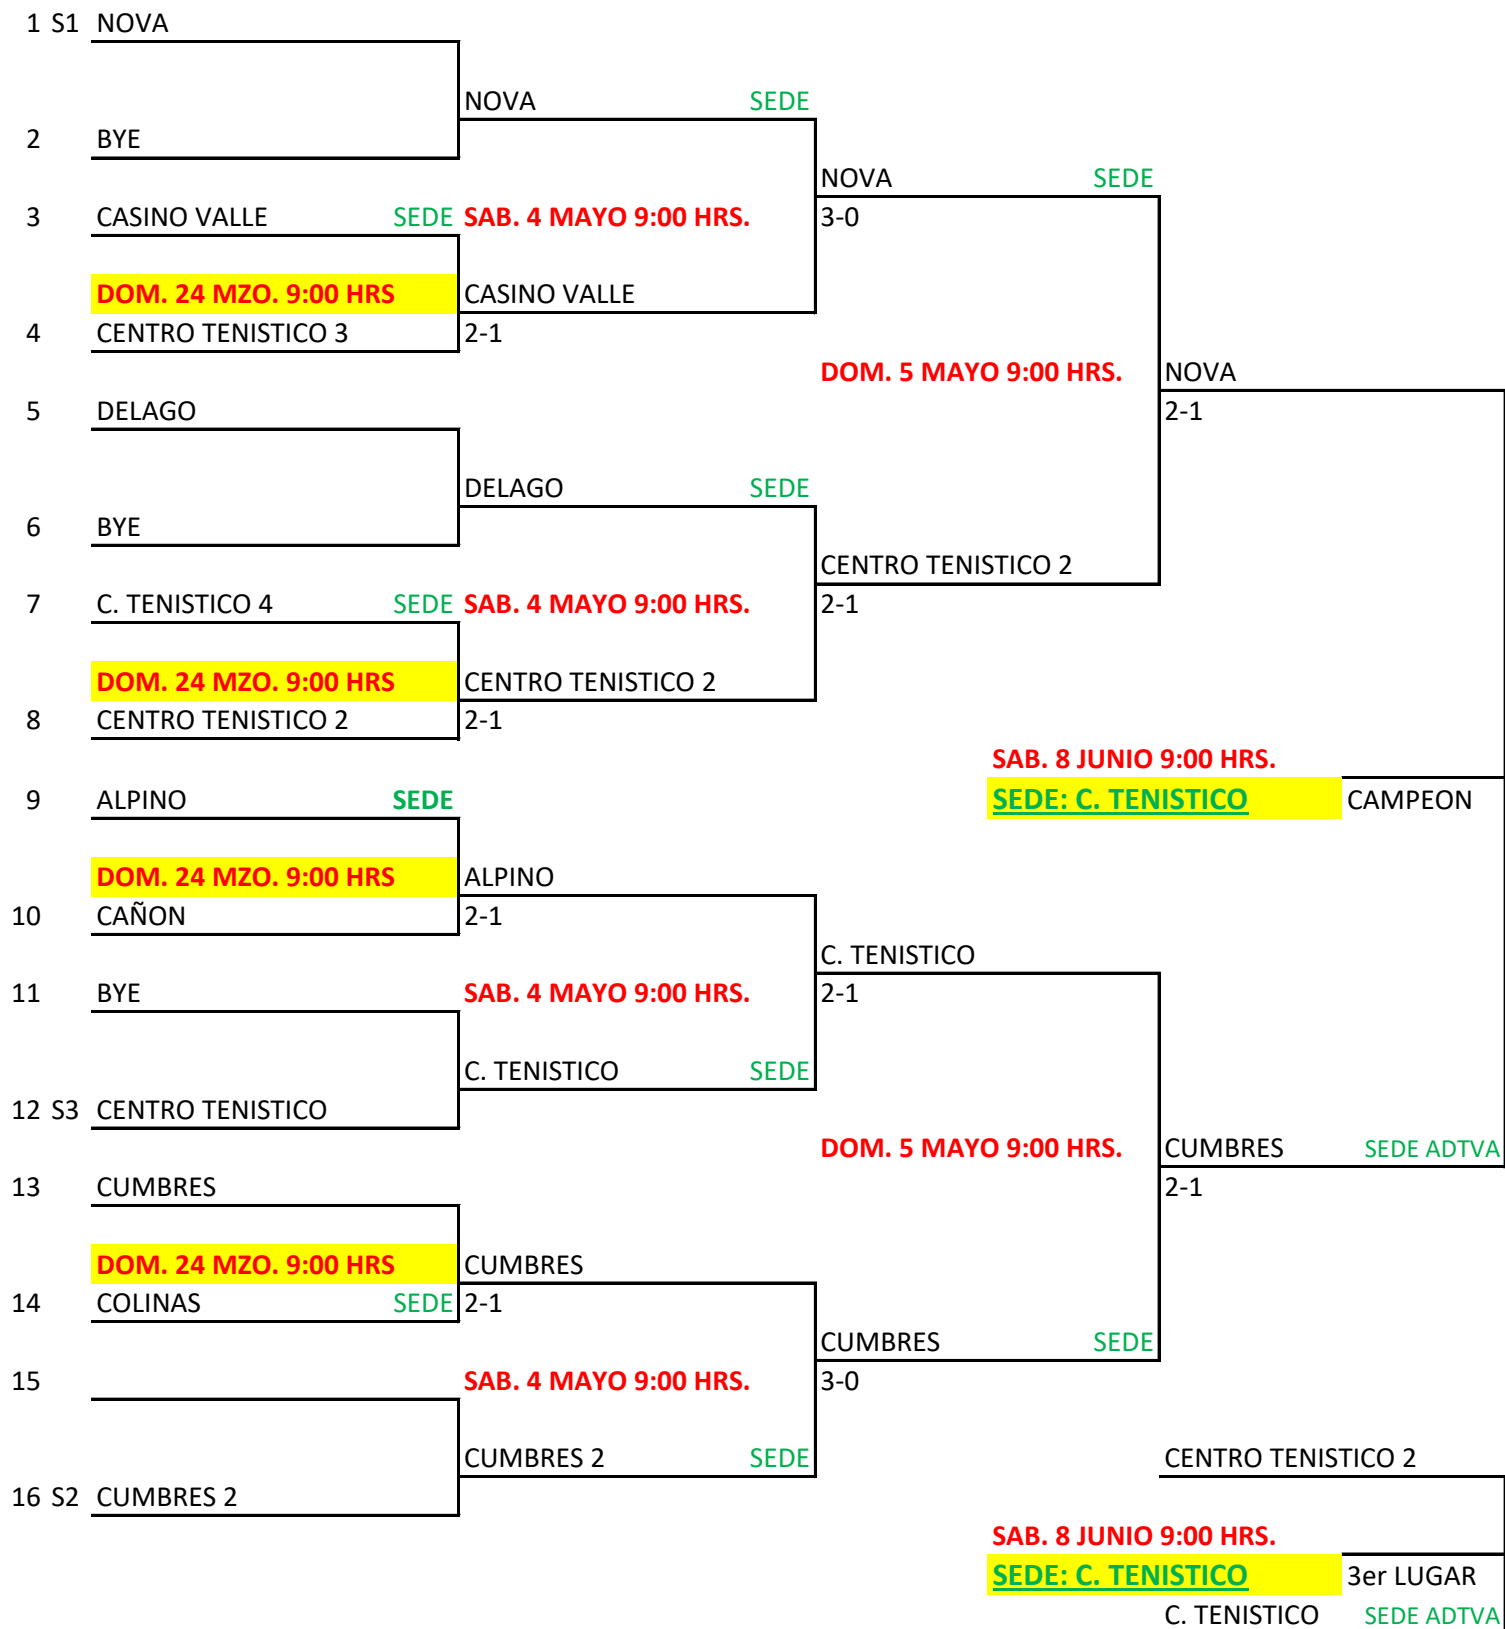 1 S1 NOVA
NOVA SEDE
2 BYE
NOVA SEDE
3 CASINO VALLE SEDE SAB. 4 MAYO 9:00 HRS. 3-0
DOM. 24 MZO. 9:00 HRS CASINO VALLE
4 CENTRO TENISTICO 3 2-1
DOM. 5 MAYO 9:00 HRS. NOVA
5 DELAGO 2-1
DELAGO SEDE
6 BYE
CENTRO TENISTICO 2
7 C. TENISTICO 4 SEDE SAB. 4 MAYO 9:00 HRS. 2-1
DOM. 24 MZO. 9:00 HRS CENTRO TENISTICO 2
8 CENTRO TENISTICO 2 2-1
SAB. 8 JUNIO 9:00 HRS.
9 ALPINO SEDE SEDE: C. TENISTICO CAMPEON
DOM. 24 MZO. 9:00 HRS ALPINO
10 CAÑON 2-1
C. TENISTICO
11 BYE SAB. 4 MAYO 9:00 HRS. 2-1
C. TENISTICO SEDE
12 S3 CENTRO TENISTICO
DOM. 5 MAYO 9:00 HRS. CUMBRES SEDE ADTVA
13 CUMBRES 2-1
DOM. 24 MZO. 9:00 HRS CUMBRES
14 COLINAS SEDE 2-1
CUMBRES SEDE
15 SAB. 4 MAYO 9:00 HRS. 3-0
CUMBRES 2 SEDE CENTRO TENISTICO 2
16 S2 CUMBRES 2
SAB. 8 JUNIO 9:00 HRS.
SEDE: C. TENISTICO 3er LUGAR
C. TENISTICO SEDE ADTVA